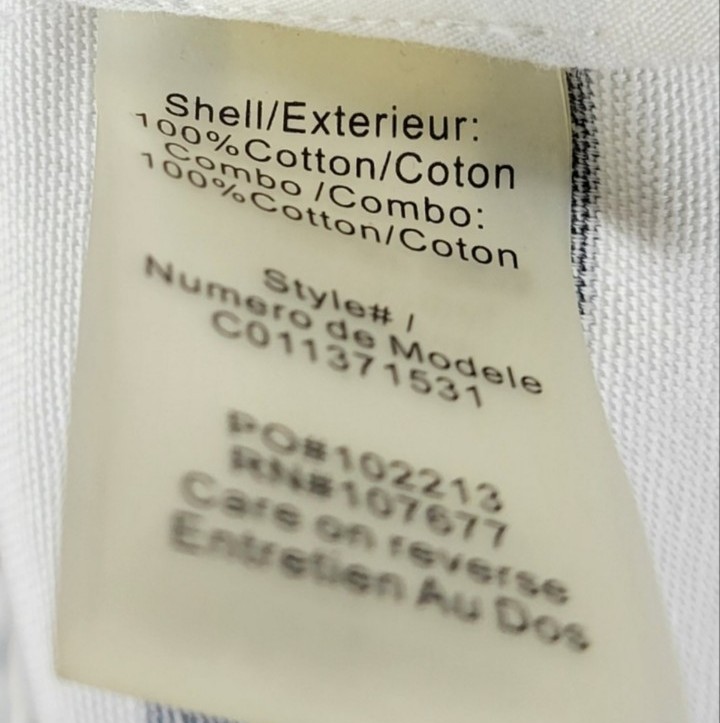 Shell/Exterieur:
100%Cotton/Coton
Combo /Combo:
100%Cotton/Coton
Style# /
Numero de Modele
C011371531
PO#102213
RN#107677
Care on reverse
Entretien Au Dos